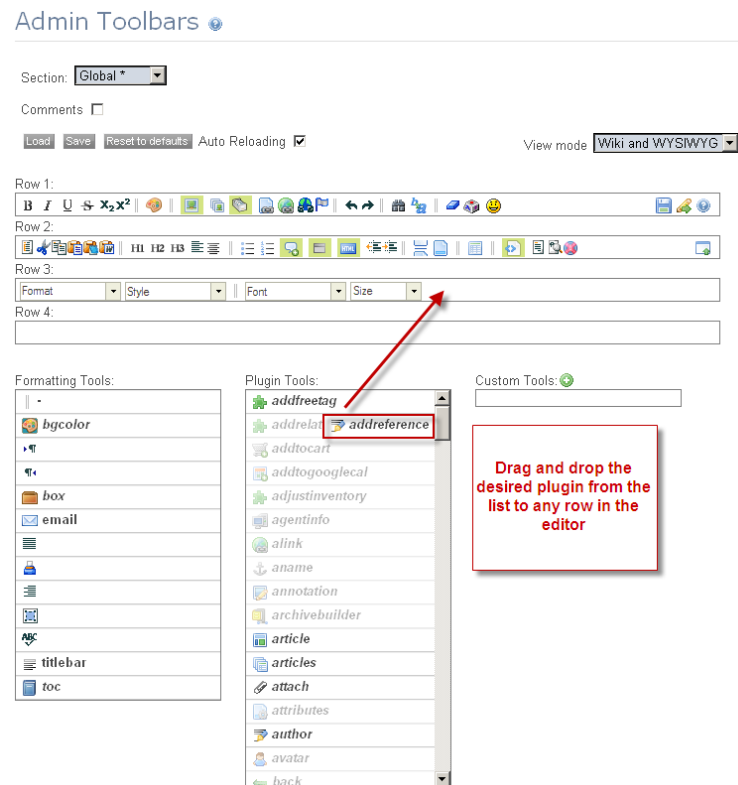 Admin Toolbars
Section: Global *
Comments
Load Save Reset to defaults Auto Reloading View mode Wiki and WYSIWYG
Row 1:
B I U S X2 X2
Row 2:
H1 H2 H3 HTML
Row 3:
Format Style Font Size
Row 4:
Formatting Tools: Plugin Tools: Custom Tools:
-
bgcolor
box
email
ABC
titlebar
toc
addfreetag
addrelat addreference
addtocart
addtogooglecal
adjustinventory
agentinfo
alink
aname
annotation
archivebuilder
article
articles
attach
attributes
author
avatar
back
Drag and drop the
desired plugin from the
list to any row in the
editor